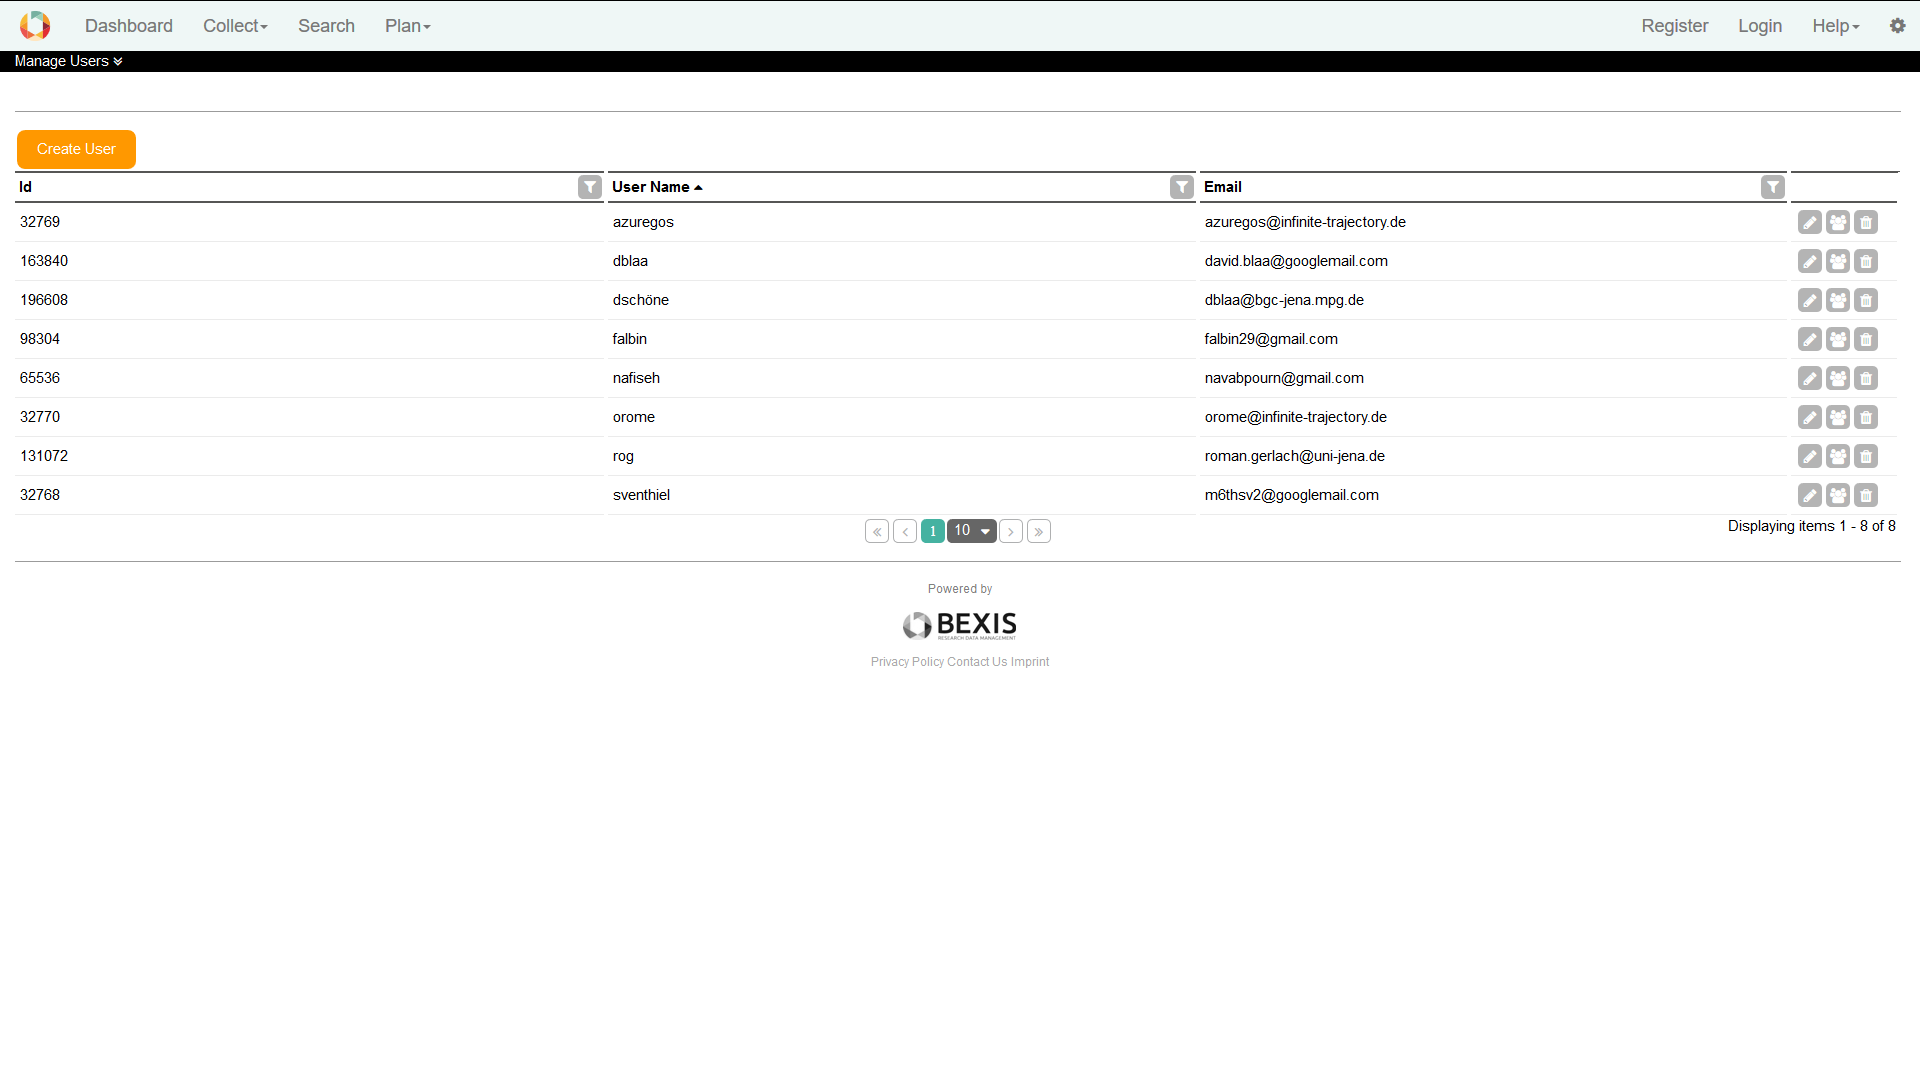 Dashboard Collect Search Plan Register Login Help
Manage Users
Create User
Id User Name Email
32769 azuregos azuregos@infinite-trajectory.de
163840 dblaa david.blaa@googlemail.com
196608 dschöne dblaa@bgc-jena.mpg.de
98304 falbin falbin29@gmail.com
65536 nafiseh navabpourn@gmail.com
32770 orome orome@infinite-trajectory.de
131072 rog roman.gerlach@uni-jena.de
32768 sventhiel m6thsv2@googlemail.com
1 10 Displaying items 1 - 8 of 8
Powered by
BEXIS
RESEARCH DATA MANAGEMENT
Privacy Policy Contact Us Imprint